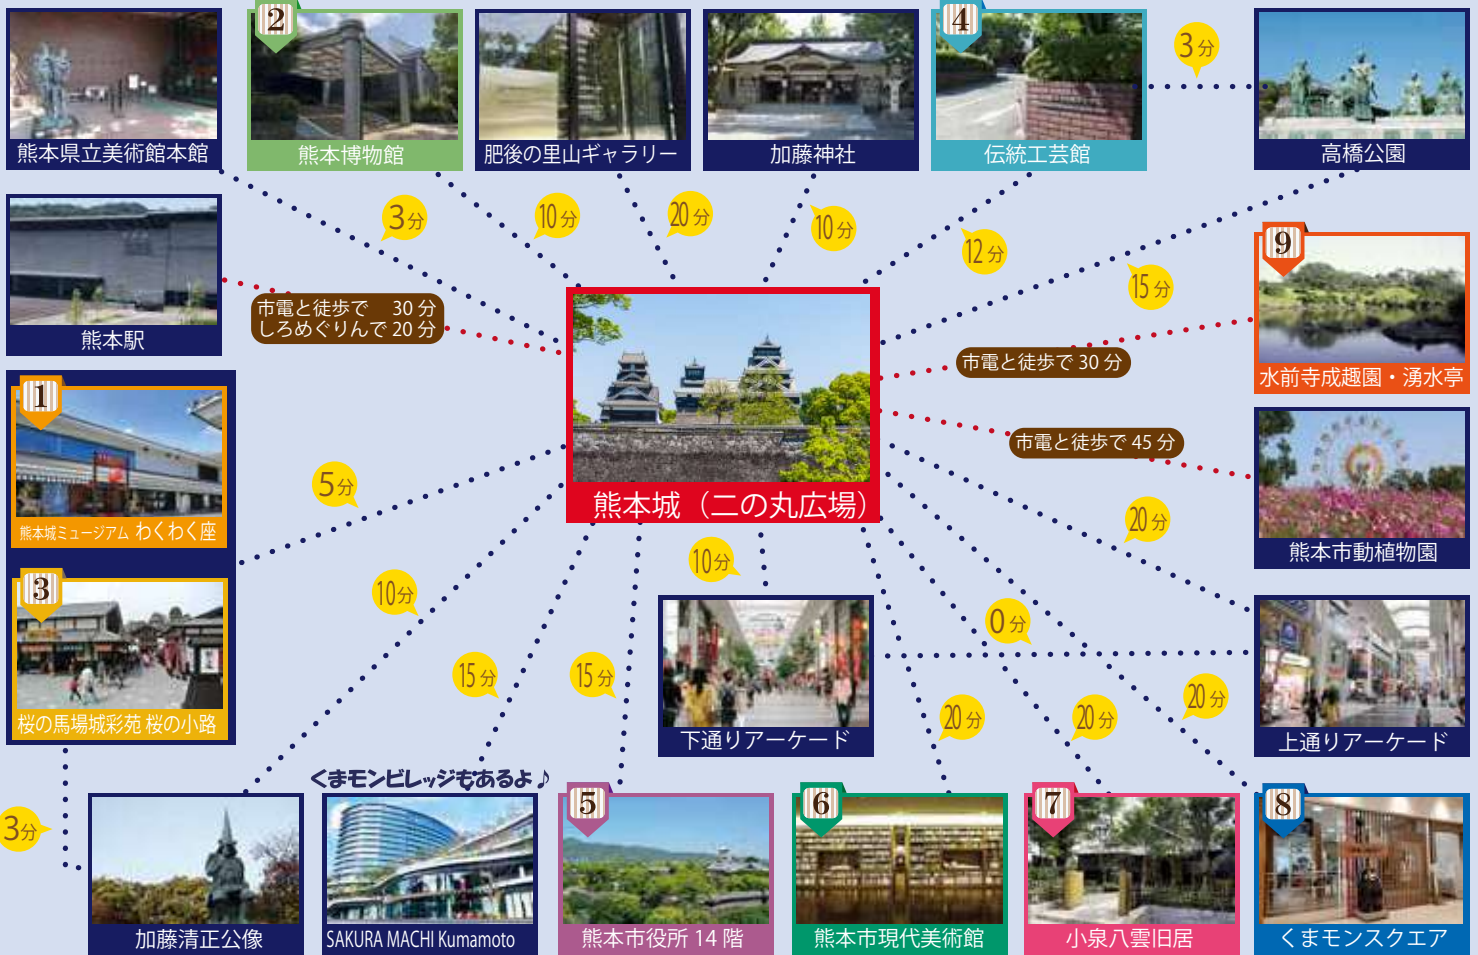 2
4
3分
熊本県立美術館本館
熊本博物館
肥後の里山ギャラリー
加藤神社
伝統工芸館
高橋公園
3分
10分
20分
10分
12分
15分
9
熊本駅
市電と徒歩で 30分
しろめぐりんで 20分
市電と徒歩で 30分
水前寺成趣園・湧水亭
1
熊本城ミュージアム わくわく座
5分
熊本城（二の丸広場）
市電と徒歩で 45分
20分
熊本市動植物園
3
桜の馬場城彩苑 桜の小路
10分
10分
15分
15分
0分
20分
20分
20分
下通りアーケード
上通りアーケード
くまモンビレッジもあるよ♪
3分
5
6
7
8
加藤清正公像
SAKURA MACHI Kumamoto
熊本市役所 14階
熊本市現代美術館
小泉八雲旧居
くまモンスクエア